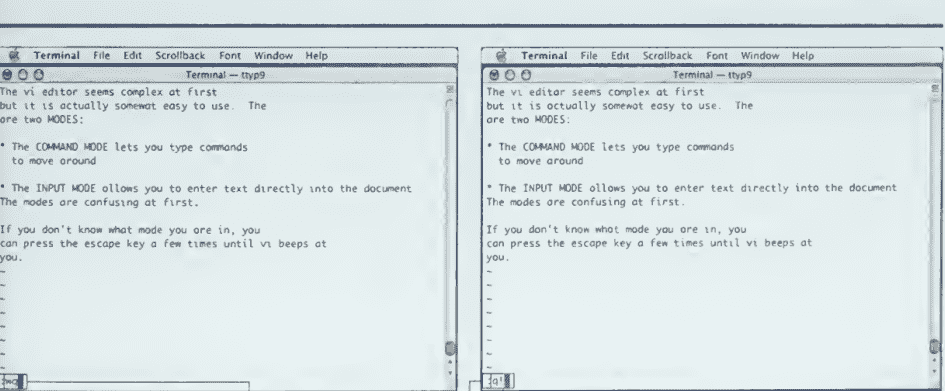 Terminal File Edit Scrollback Font Window Help
Terminal — ttyp9
The vi editor seems complex at first
but it is actually somewat easy to use. The
are two MODES:
* The COMMAND MODE lets you type commands
to move around
* The INPUT MODE allows you to enter text directly into the document
The modes are confusing at first.
If you don't know what mode you are in, you
can press the escape key a few times until vi beeps at
you.
~
~
~
~
~
~
~
~
:wq
Terminal File Edit Scrollback Font Window Help
Terminal — ttyp9
The vi editor seems complex at first
but it is actually somewat easy to use. The
are two MODES:
* The COMMAND MODE lets you type commands
to move around
* The INPUT MODE allows you to enter text directly into the document
The modes are confusing at first.
If you don't know what mode you are in, you
can press the escape key a few times until vi beeps at
you.
~
~
~
~
~
~
~
~
:q!